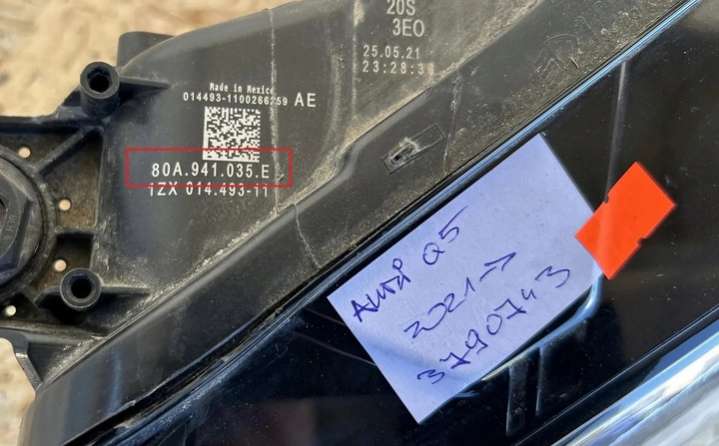 20S
3EO
25.05.21
23:28:3
Made in Mexico
014493-1100266259 AE
80A.941.035.E
1ZX 014.493-11
AUDI Q5
2021->
3790743